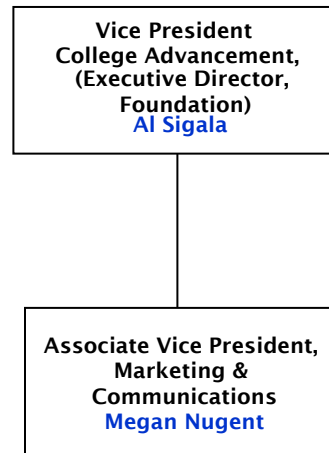 Vice President
College Advancement,
(Executive Director,
Foundation)
Al Sigala
Associate Vice President,
Marketing &
Communications
Megan Nugent